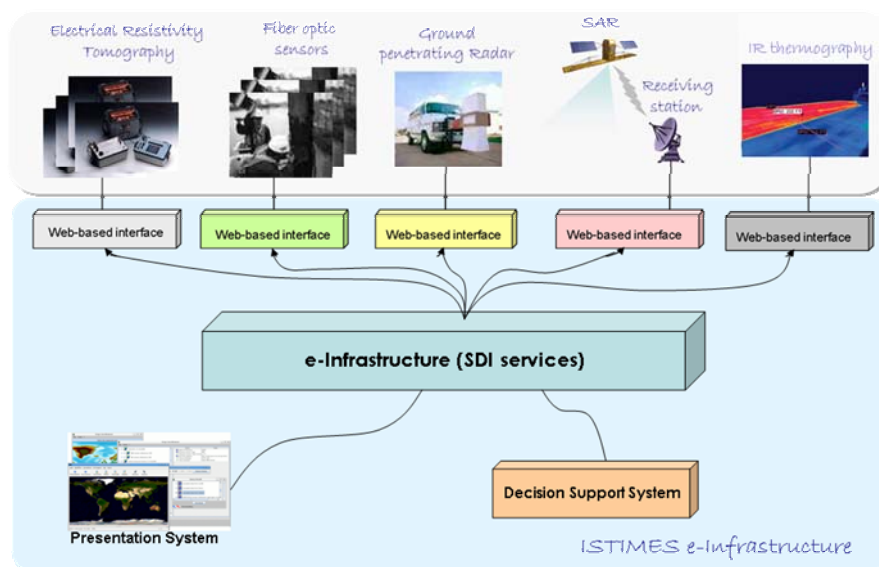 Electrical Resistivity
Tomography
Fiber optic
sensors
Ground
penetrating Radar
SAR
Receiving
station
IR thermography
Web-based interface
Web-based interface
Web-based interface
Web-based interface
Web-based interface
e-Infrastructure (SDI services)
Decision Support System
Presentation System
ISTIMES e-Infrastructure